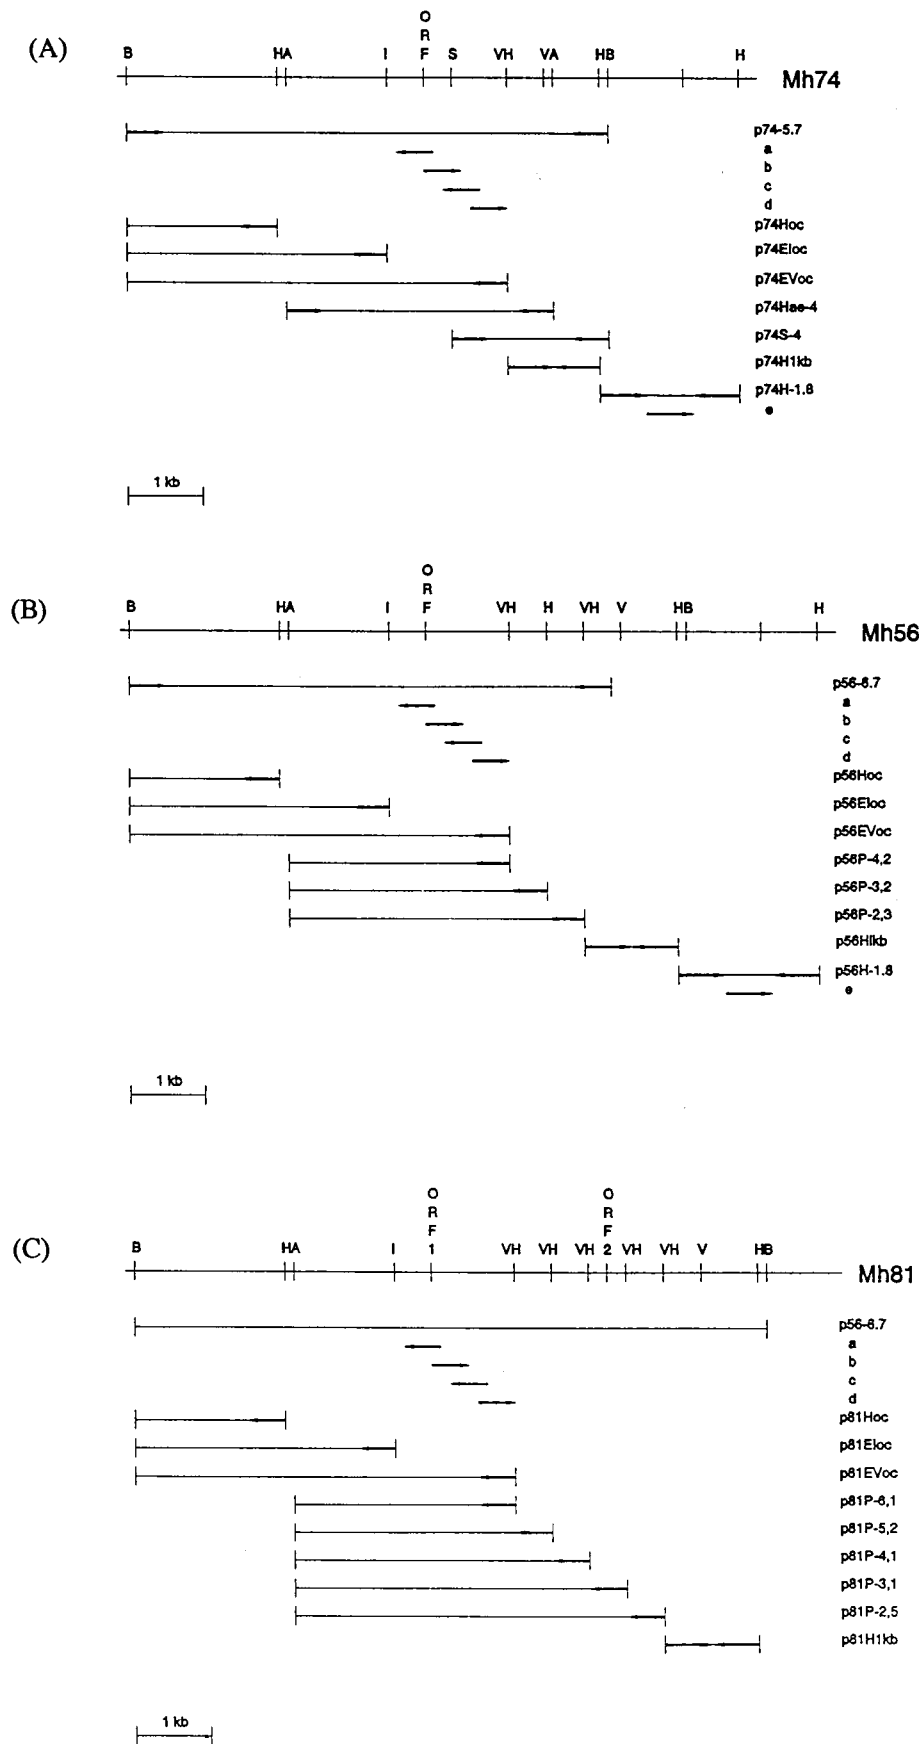 (A)
O
R
F
B HA I S VH VA HB H
Mh74
p74-5.7
a
b
c
d
p74Hoc
p74EIoc
p74EVoc
p74Hae-4
p74S-4
p74H1kb
p74H-1.8
e
1 kb
(B)
O
R
F
B HA I VH H VH V HB H
Mh56
p56-6.7
a
b
c
d
p56Hoc
p56EIoc
p56EVoc
p56P-4,2
p56P-3,2
p56P-2,3
p56Hlkb
p56H-1.8
e
1 kb
(C)
O O
R R
F F
B HA I 1 VH VH VH 2 VH VH V HB
Mh81
p56-6.7
a
b
c
d
p81Hoc
p81EIoc
p81EVoc
p81P-6,1
p81P-5,2
p81P-4,1
p81P-3,1
p81P-2,5
p81H1kb
1 kb